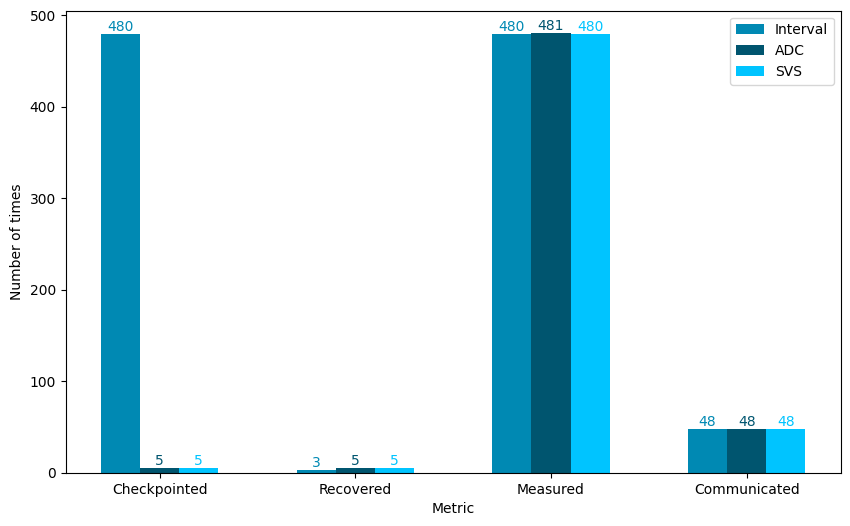 500
400
300
200
100
0
Number of times
480
5
5
3
5
5
480
481
480
48
48
48
Interval
ADC
SVS
Checkpointed
Recovered
Measured
Communicated
Metric